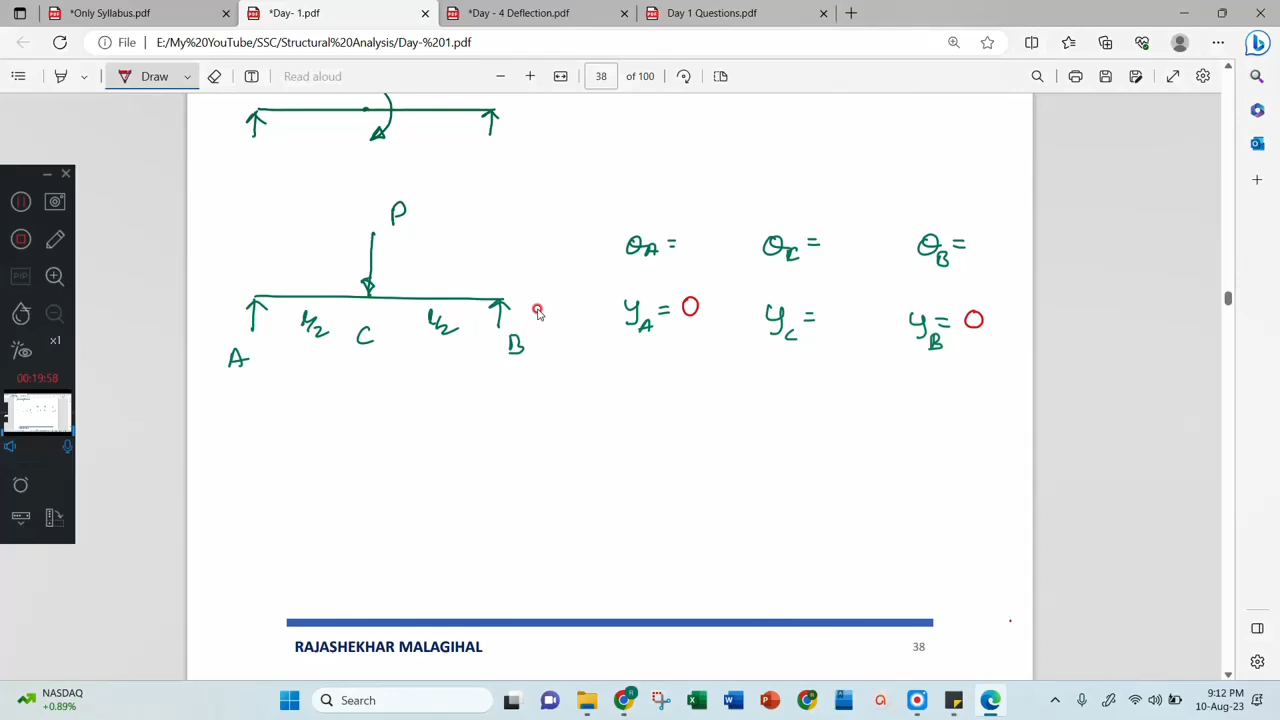 *Only Syllabus.pdf
*Day- 1.pdf
*Day - 4 Deflection.pdf
Day 1 Questions.pdf
File
E:/My%20YouTube/SSC/Structural%20Analysis/Day-%201.pdf
Draw
Read aloud
38
of 100
P
θA =
θC =
θB =
yA = 0
yC =
yB = 0
L/2
L/2
A
C
B
PIP
x1
00:19:58
RAJASHEKHAR MALAGIHAL
38
NASDAQ
+0.89%
Search
9:12 PM
10-Aug-23